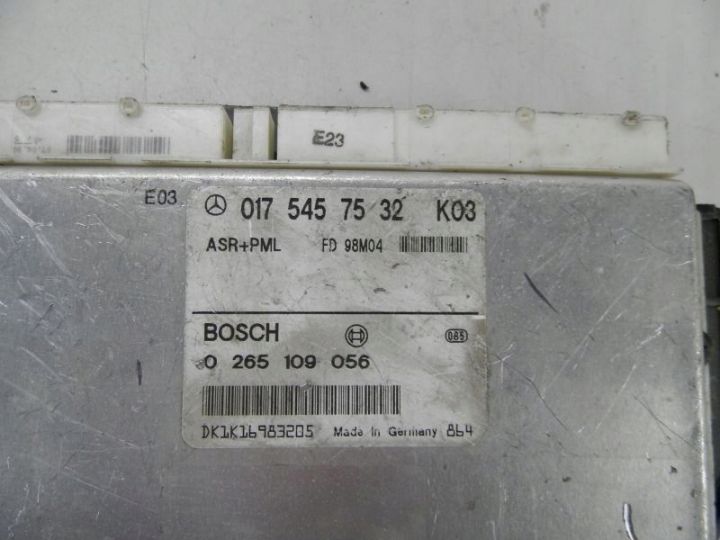 E23
E03
017 545 75 32 K03
ASR+PML FD 98M04
BOSCH
085
0 265 109 056
DK1K16983205 Made in Germany 864